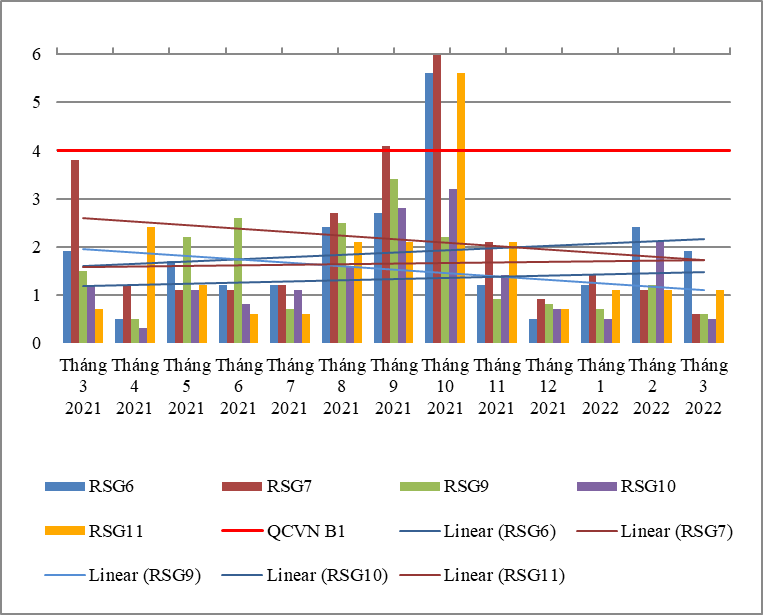 6
5
4
3
2
1
0
Tháng Tháng Tháng Tháng Tháng Tháng Tháng Tháng Tháng Tháng Tháng Tháng Tháng
3 4 5 6 7 8 9 10 11 12 1 2 3
2021 2021 2021 2021 2021 2021 2021 2021 2021 2021 2022 2022 2022
RSG6 RSG7 RSG9 RSG10
RSG11 QCVN B1 Linear (RSG6) Linear (RSG7)
Linear (RSG9) Linear (RSG10) Linear (RSG11)